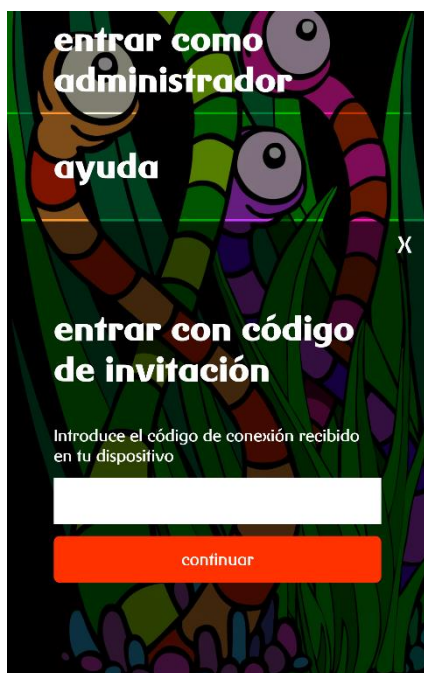 entrar como
administrador
ayuda
X
entrar con código
de invitación
Introduce el código de conexión recibido
en tu dispositivo
continuar